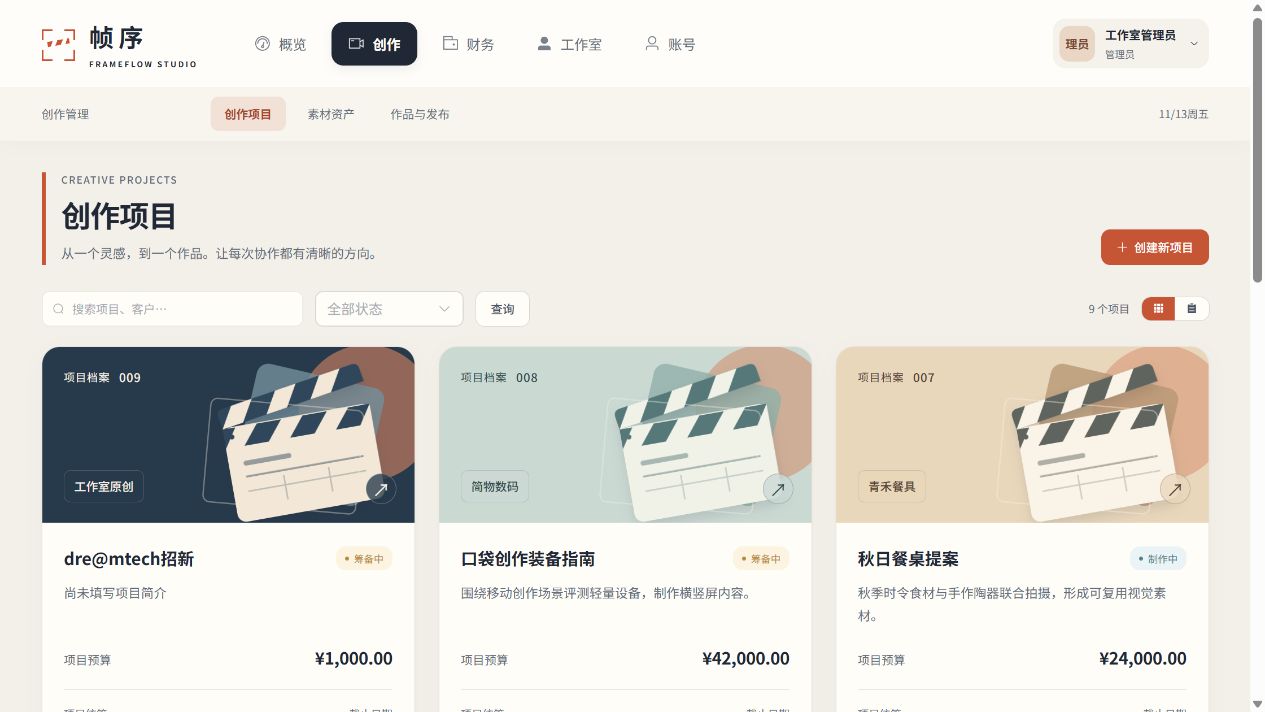 帧序
FRAMEFLOW STUDIO
概览
创作
财务
工作室
账号
理员
工作室管理员
管理员
创作管理
创作项目
素材资产
作品与发布
11/13周五
CREATIVE PROJECTS
创作项目
从一个灵感，到一个作品。让每次协作都有清晰的方向。
+ 创建新项目
搜索项目、客户…
全部状态
查询
9 个项目
项目档案 009
工作室原创
dre@mtech招新
筹备中
尚未填写项目简介
项目预算
¥1,000.00
项目档案 008
简物数码
口袋创作装备指南
筹备中
围绕移动创作场景评测轻量设备，制作横竖屏内容。
项目预算
¥42,000.00
项目档案 007
青禾餐具
秋日餐桌提案
制作中
秋季时令食材与手作陶器联合拍摄，形成可复用视觉素
材。
项目预算
¥24,000.00